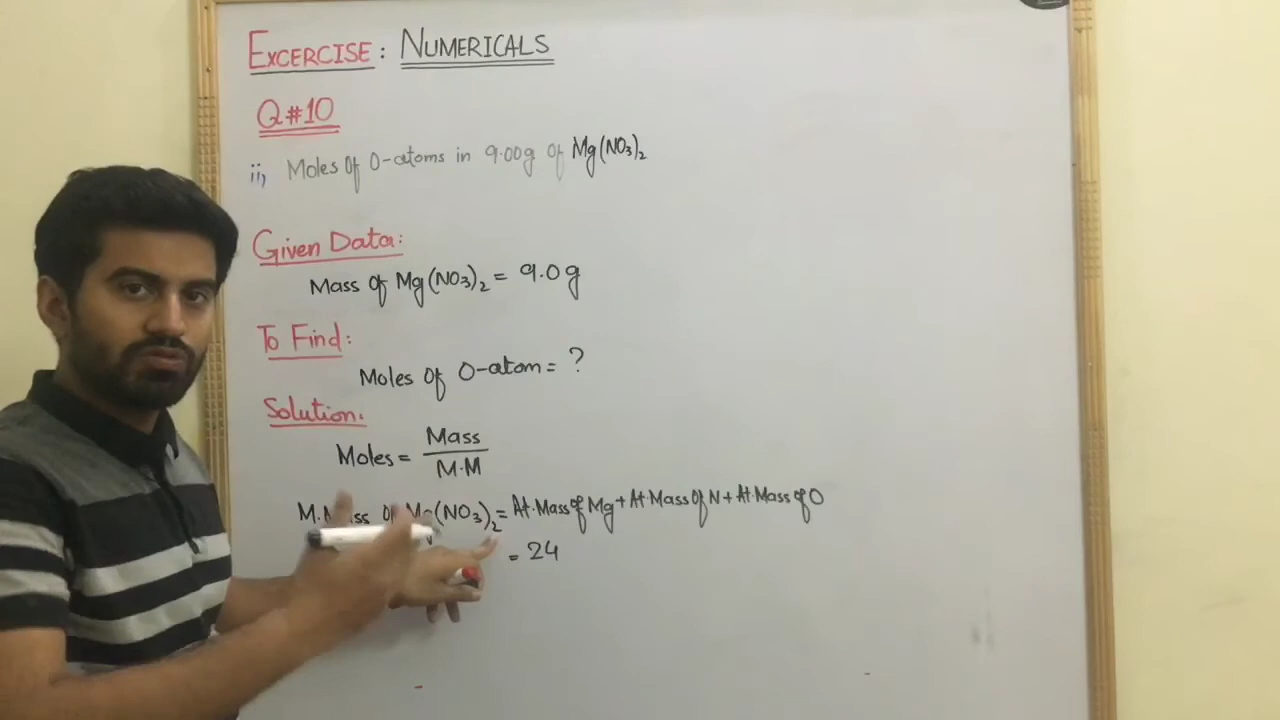 EXCERCISE: NUMERICALS
Q#10
ii, Moles Of O-atoms in 9.00g of Mg(NO₃)₂
Given Data:
Mass of Mg(NO₃)₂ = 9.0g
To Find:
Moles Of O-atom = ?
Solution:
Moles = Mass / M.M
M.Mass of Mg(NO₃)₂ = At.Mass of Mg + At.Mass Of N + At.Mass of O
= 24